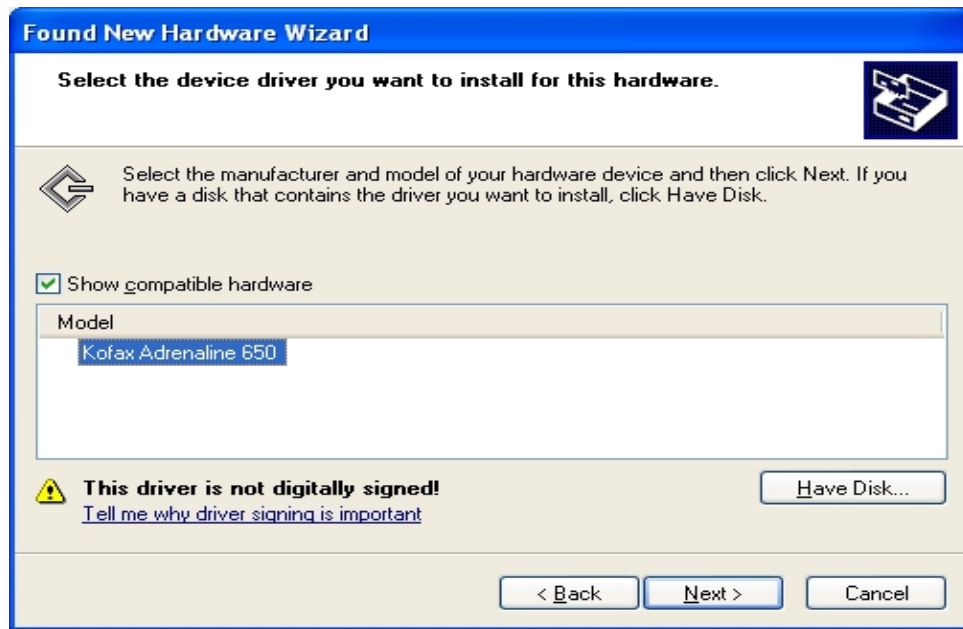 Found New Hardware Wizard
Select the device driver you want to install for this hardware.
Select the manufacturer and model of your hardware device and then click Next. If you
have a disk that contains the driver you want to install, click Have Disk.
Show compatible hardware
Model
Kofax Adrenaline 650
This driver is not digitally signed!
Have Disk...
Tell me why driver signing is important
< Back
Next >
Cancel